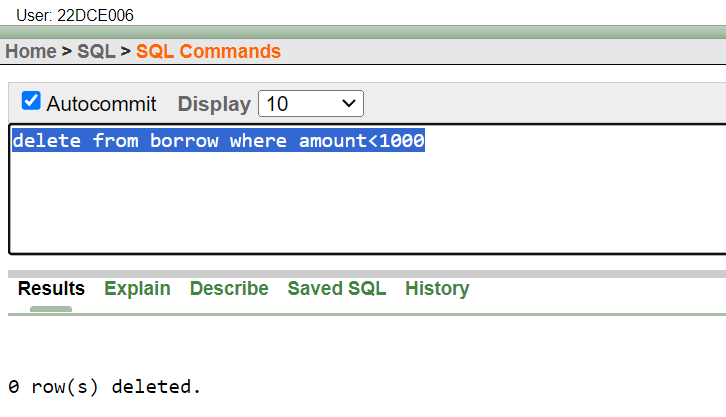 User: 22DCE006
Home > SQL > SQL Commands
Autocommit Display 10
delete from borrow where amount<1000
Results Explain Describe Saved SQL History
0 row(s) deleted.